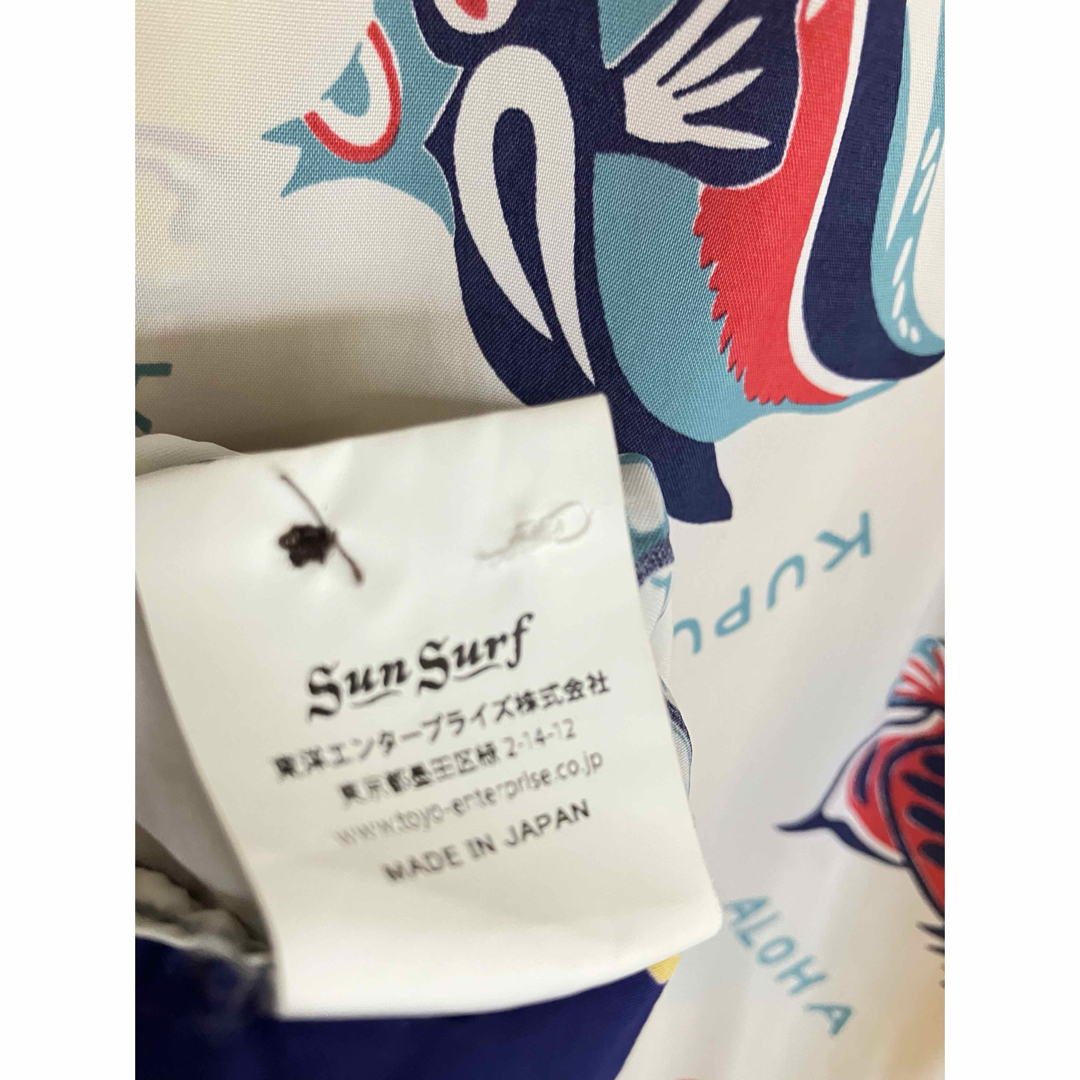 Sun Surf
東洋エンタープライズ株式会社
東京都墨田区緑 2-14-12
www.toyo-enterprise.co.jp
MADE IN JAPAN
ALOHA